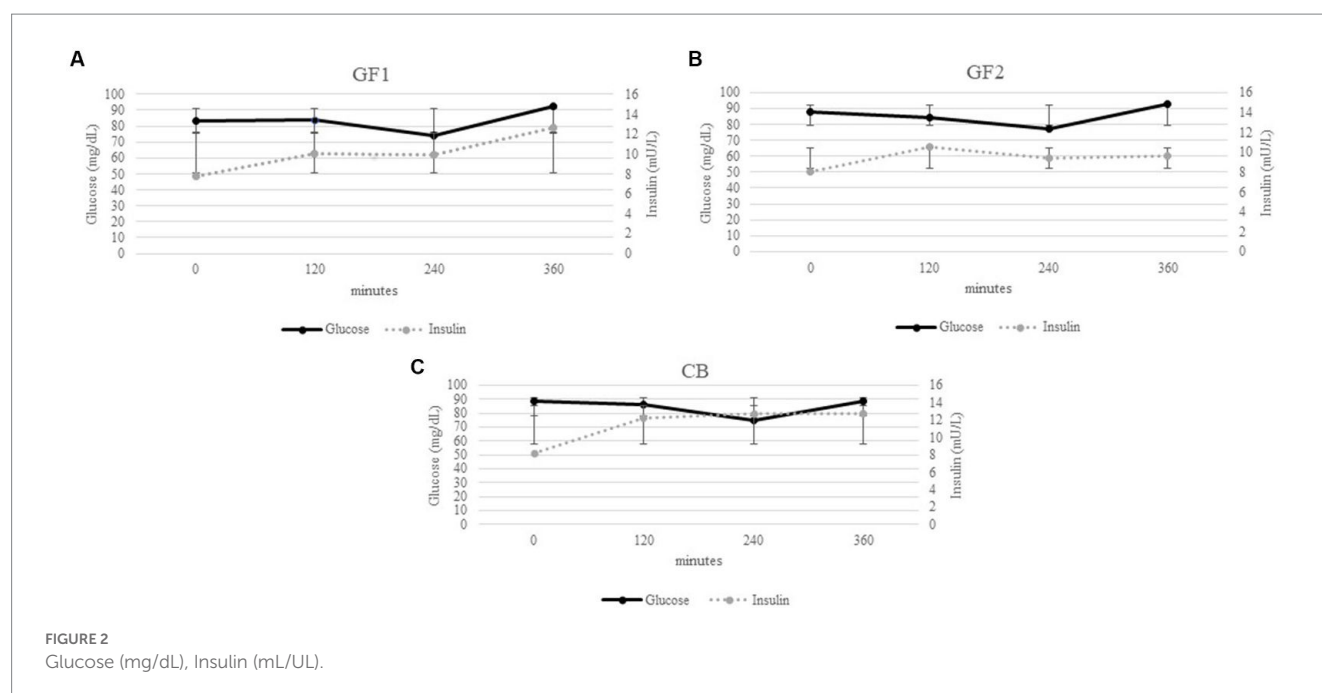 A
GF1
100
90
80
70
60
50
40
30
20
10
0
Glucose (mg/dL)
16
14
12
10
8
6
4
2
0
Insulin (mU/L)
0 120 240 360
minutes
Glucose Insulin
B
GF2
100
90
80
70
60
50
40
30
20
10
0
Glucose (mg/dL)
16
14
12
10
8
6
4
2
0
Insulin (mU/L)
0 120 240 360
minutes
Glucose Insulin
C
CB
100
90
80
70
60
50
40
30
20
10
0
Glucose (mg/dL)
16
14
12
10
8
6
4
2
0
Insulin (mU/L)
0 120 240 360
minutes
Glucose Insulin
FIGURE 2
Glucose (mg/dL), Insulin (mL/UL).